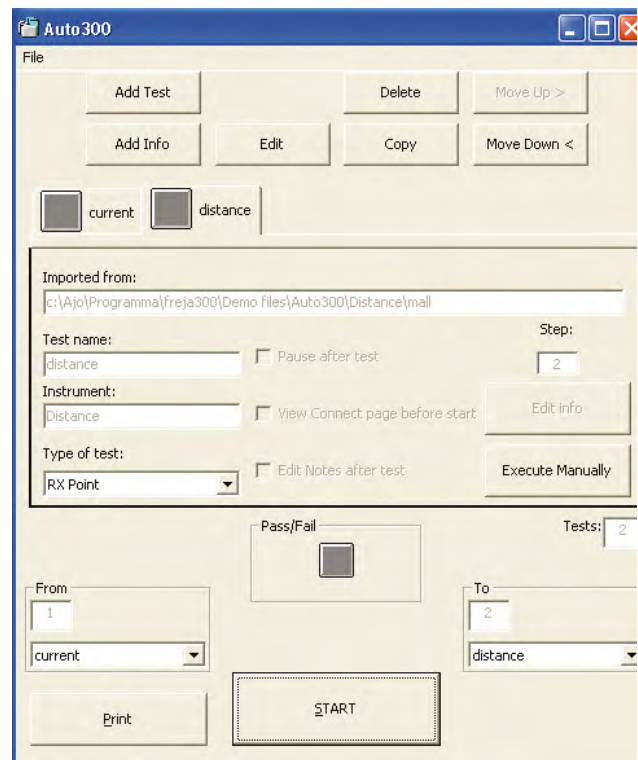 Auto300
File
Add Test
Delete
Move Up >
Add Info
Edit
Copy
Move Down <
current
distance
Imported from:
c:\Ajo\Programma\freja300\Demo files\Auto300\Distance\mall
Test name:
Step:
distance
Pause after test
2
Instrument:
Distance
View Connect page before start
Edit info
Type of test:
RX Point
Edit Notes after test
Execute Manually
Pass/Fail
Tests: 2
From
1
current
To
2
distance
Print
START